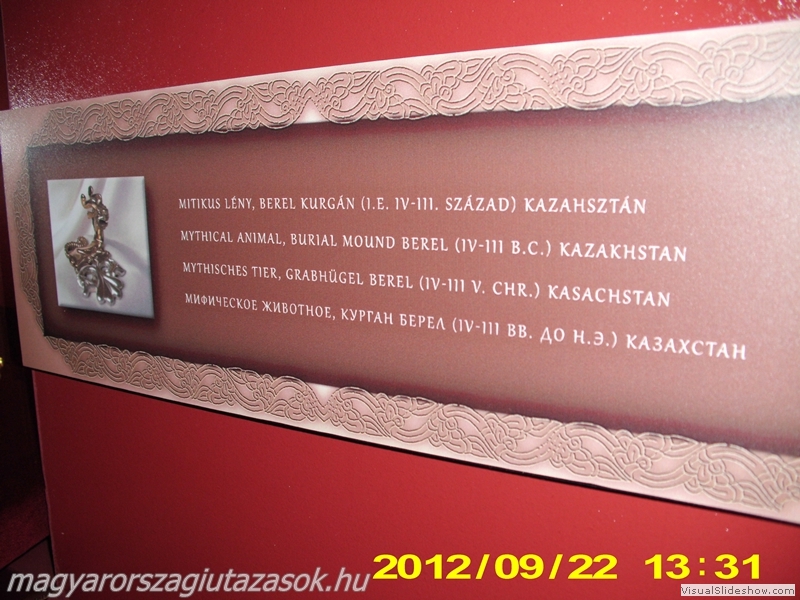 MITIKUS LÉNY, BEREL KURGÁN (I.E. IV-III. SZÁZAD) KAZAHSZTÁN
MYTHICAL ANIMAL, BURIAL MOUND BEREL (IV-III B.C.) KAZAKHSTAN
MYTHISCHES TIER, GRABHÜGEL BEREL (IV-III V. CHR.) KASACHSTAN
МИФИЧЕСКОЕ ЖИВОТНОЕ, КУРГАН БЕРЕЛ (IV-III ВВ. ДО Н.Э.) КАЗАХСТАН
2012/09/22 13:31
magyarorszagiutazasok.hu
VisualSlideshow.com